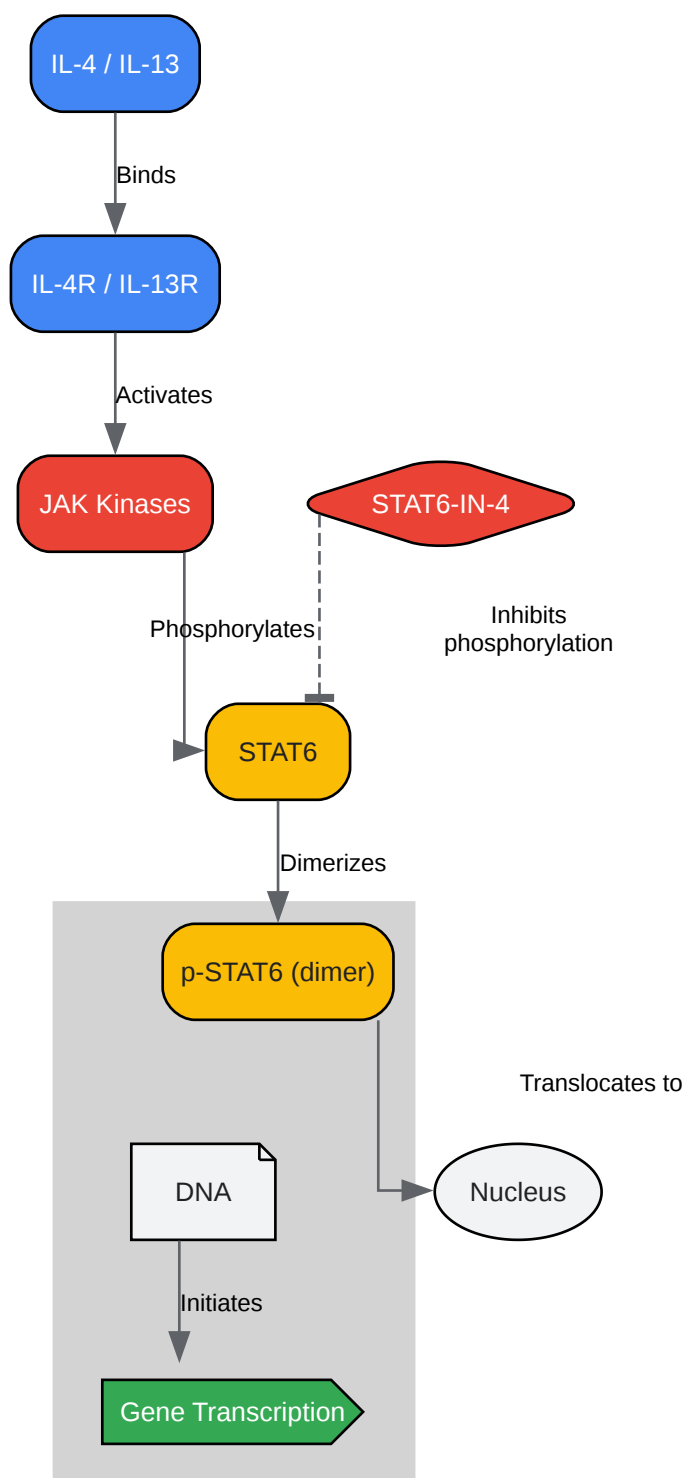 IL-4 / IL-13
Binds
IL-4R / IL-13R
Activates
JAK Kinases
STAT6-IN-4
Phosphorylates
Inhibits
phosphorylation
STAT6
Dimerizes
p-STAT6 (dimer)
Translocates to
DNA
Nucleus
Initiates
Gene Transcription